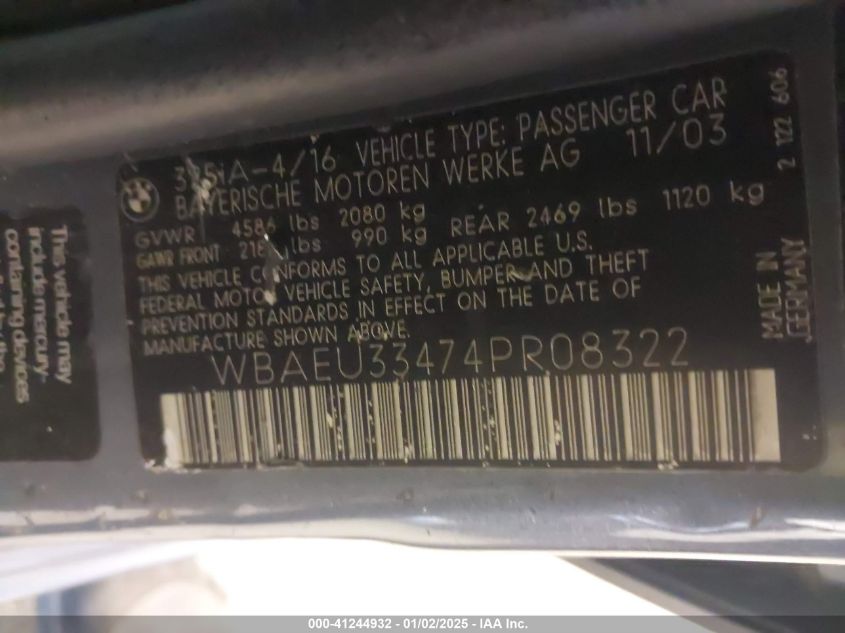 325iA-4/16 VEHICLE TYPE: PASSENGER CAR
BAYERISCHE MOTOREN WERKE AG 11/03
GVWR 4586 lbs 2080 kg
GAWR FRONT lbs 990 kg REAR 2469 lbs 1120 kg
THIS VEHICLE CONFORMS TO ALL APPLICABLE U.S.
FEDERAL MOTOR VEHICLE SAFETY, BUMPER AND THEFT
PREVENTION STANDARDS IN EFFECT ON THE DATE OF
MANUFACTURE SHOWN ABOVE.
WBAEU33474PR08322
MADE IN
GERMANY
2 122 606
This vehicle may
include mercury-
containing devices
000-41244932 - 01/02/2025 - IAA Inc.